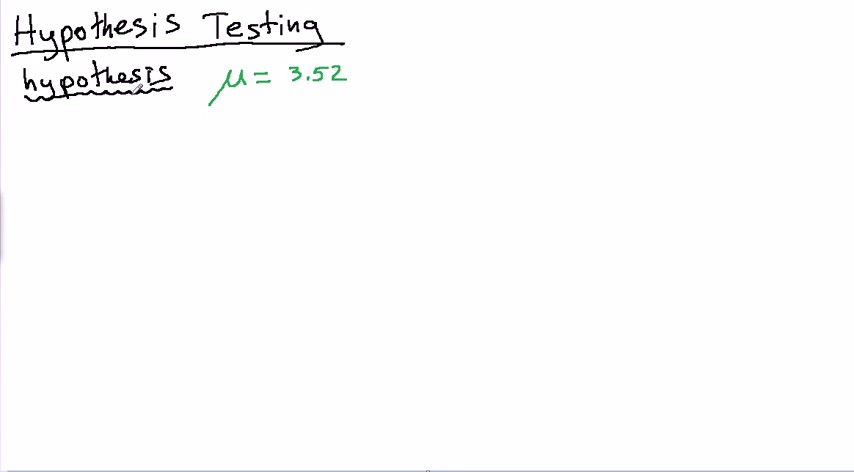 Hypothesis Testing
hypothesis μ = 3.52